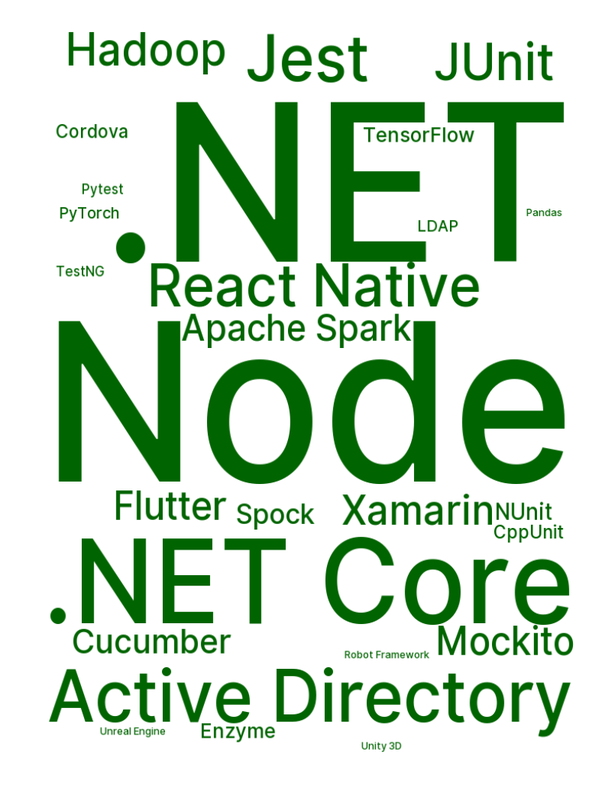 Hadoop Jest JUnit
Cordova
TensorFlow
.NET
Pytest
PyTorch
Pandas
LDAP
TestNG
React Native
Apache Spark
Node
Flutter Spock Xamarin NUnit
CppUnit
.NET Core
Cucumber
Robot Framework
Mockito
Active Directory
Unreal Engine
Enzyme
Unity 3D